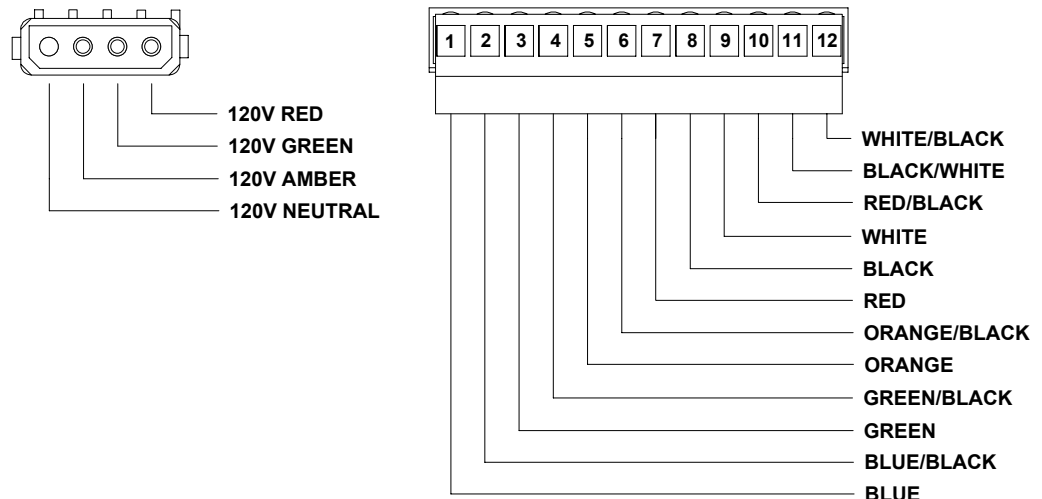 1 2 3 4 5 6 7 8 9 10 11 12
120V RED
120V GREEN
120V AMBER
120V NEUTRAL
WHITE/BLACK
BLACK/WHITE
RED/BLACK
WHITE
BLACK
RED
ORANGE/BLACK
ORANGE
GREEN/BLACK
GREEN
BLUE/BLACK
BLUE